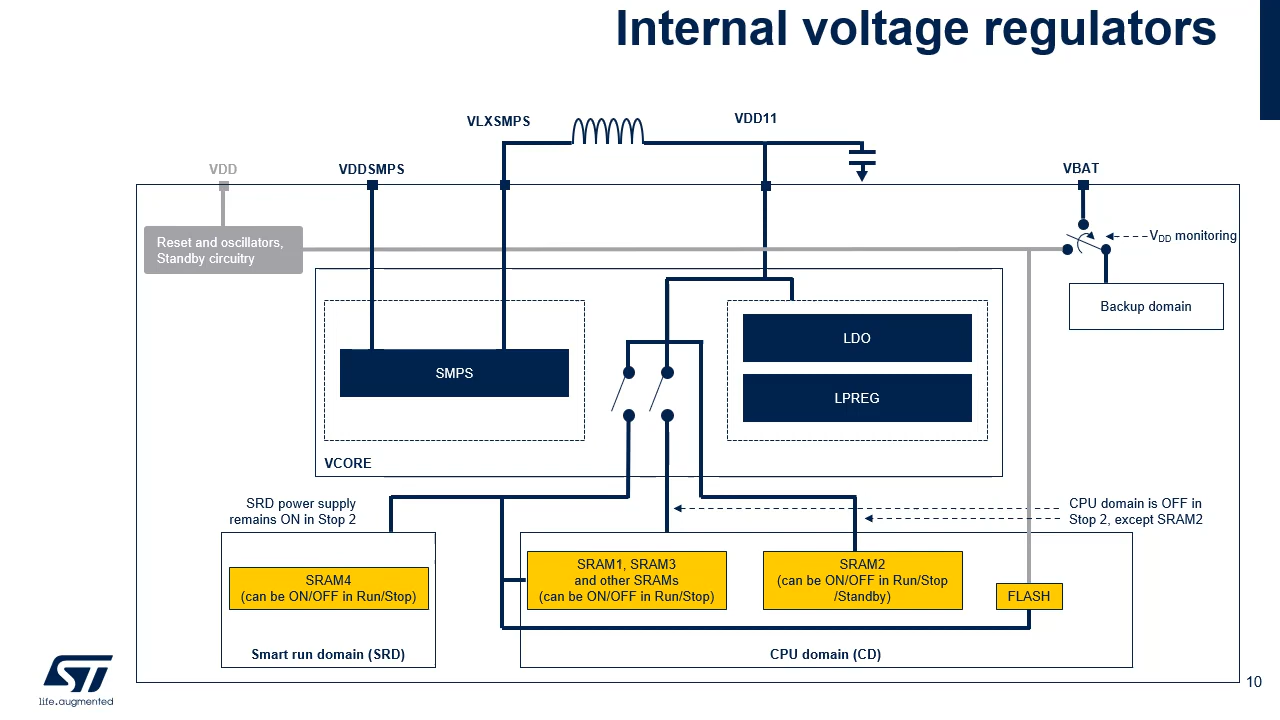 Internal voltage regulators
VLXSMPS
VDD11
VDD
VDDSMPS
VBAT
Reset and oscillators,
Standby circuitry
VDD monitoring
Backup domain
LDO
SMPS
LPREG
VCORE
SRD power supply
remains ON in Stop 2
CPU domain is OFF in
Stop 2, except SRAM2
SRAM4
(can be ON/OFF in Run/Stop)
SRAM1, SRAM3
and other SRAMs
(can be ON/OFF in Run/Stop)
SRAM2
(can be ON/OFF in Run/Stop
/Standby)
FLASH
Smart run domain (SRD)
CPU domain (CD)
ST
life.augmented
10